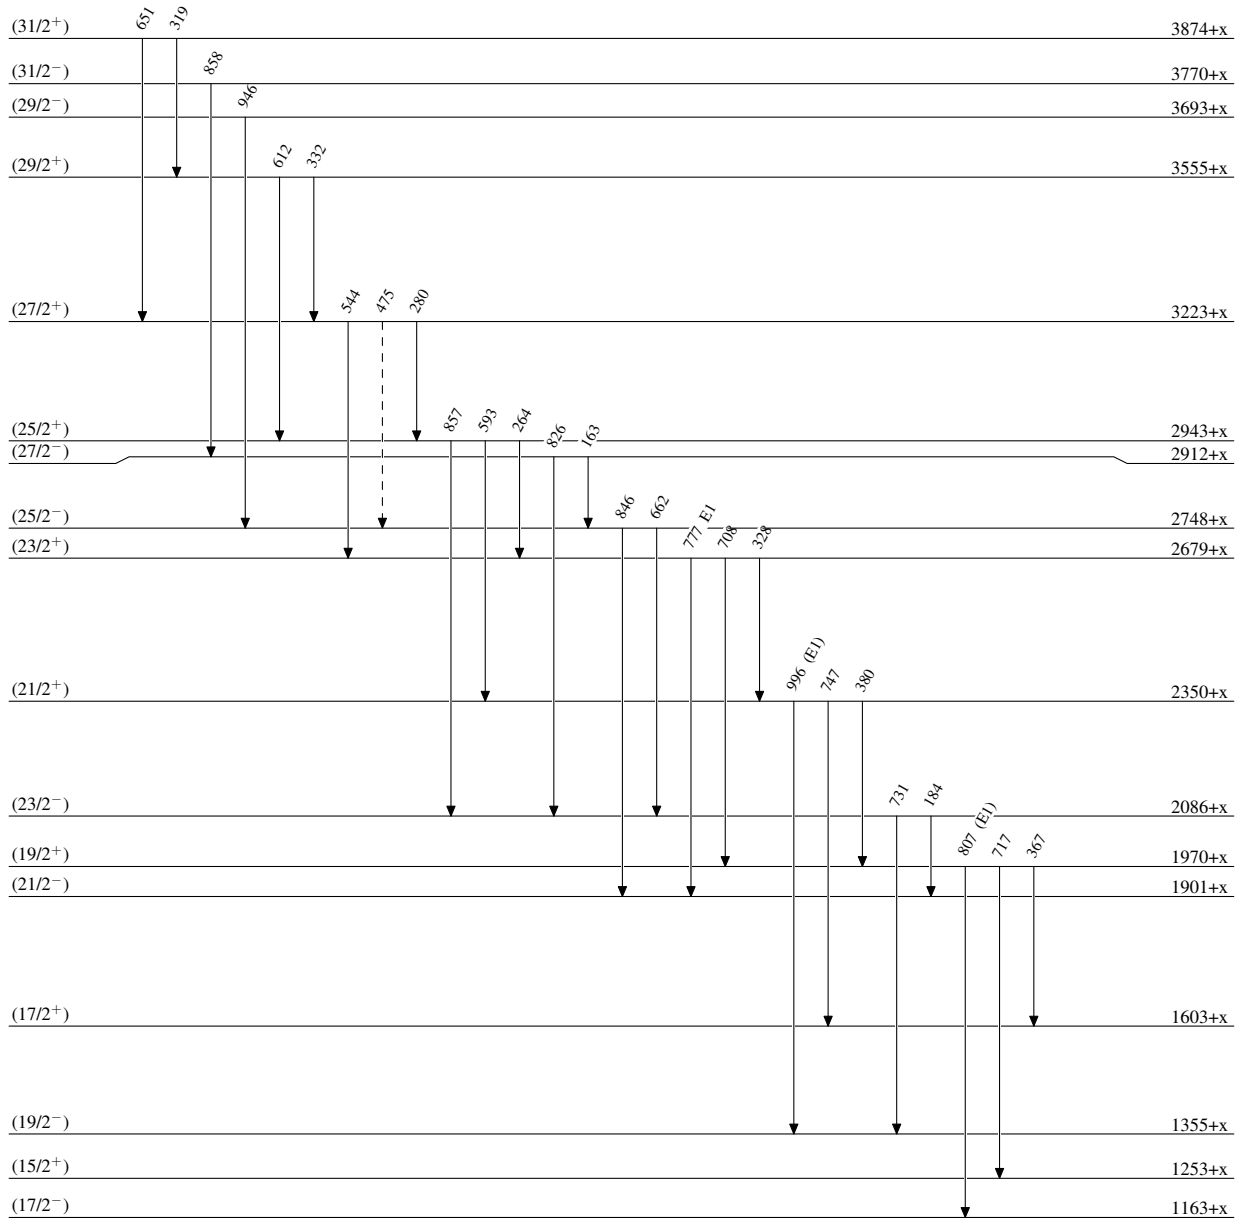 (31/2+) 651 319 3874+x
(31/2−) 858 3770+x
(29/2−) 946 3693+x
(29/2+) 612 332 3555+x
(27/2+) 544 475 280 3223+x
(25/2+) 857 593 264 2943+x
(27/2−) 826 163 2912+x
(25/2−) 846 662 2748+x
(23/2+) 777 E1 708 328 2679+x
(21/2+) 996 (E1) 747 380 2350+x
(23/2−) 731 184 2086+x
(19/2+) 807 (E1) 717 367 1970+x
(21/2−) 1901+x
(17/2+) 1603+x
(19/2−) 1355+x
(15/2+) 1253+x
(17/2−) 1163+x